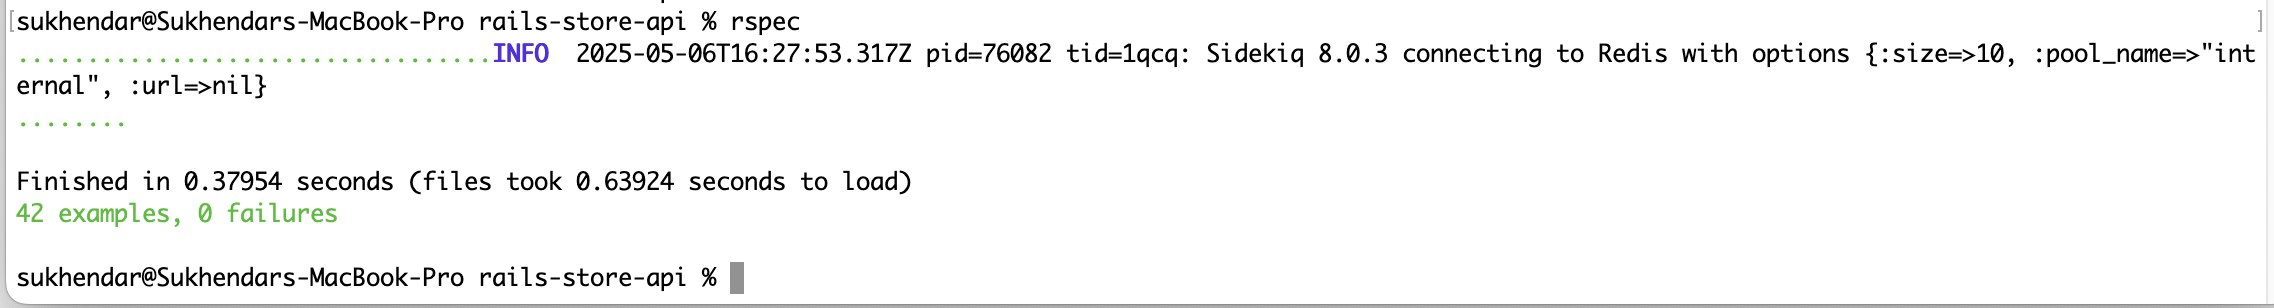 [sukhendar@Sukhendars-MacBook-Pro rails-store-api % rspec ]
..................................INFO  2025-05-06T16:27:53.317Z pid=76082 tid=1qcq: Sidekiq 8.0.3 connecting to Redis with options {:size=>10, :pool_name=>"int
ernal", :url=>nil}
........
Finished in 0.37954 seconds (files took 0.63924 seconds to load)
42 examples, 0 failures
sukhendar@Sukhendars-MacBook-Pro rails-store-api %